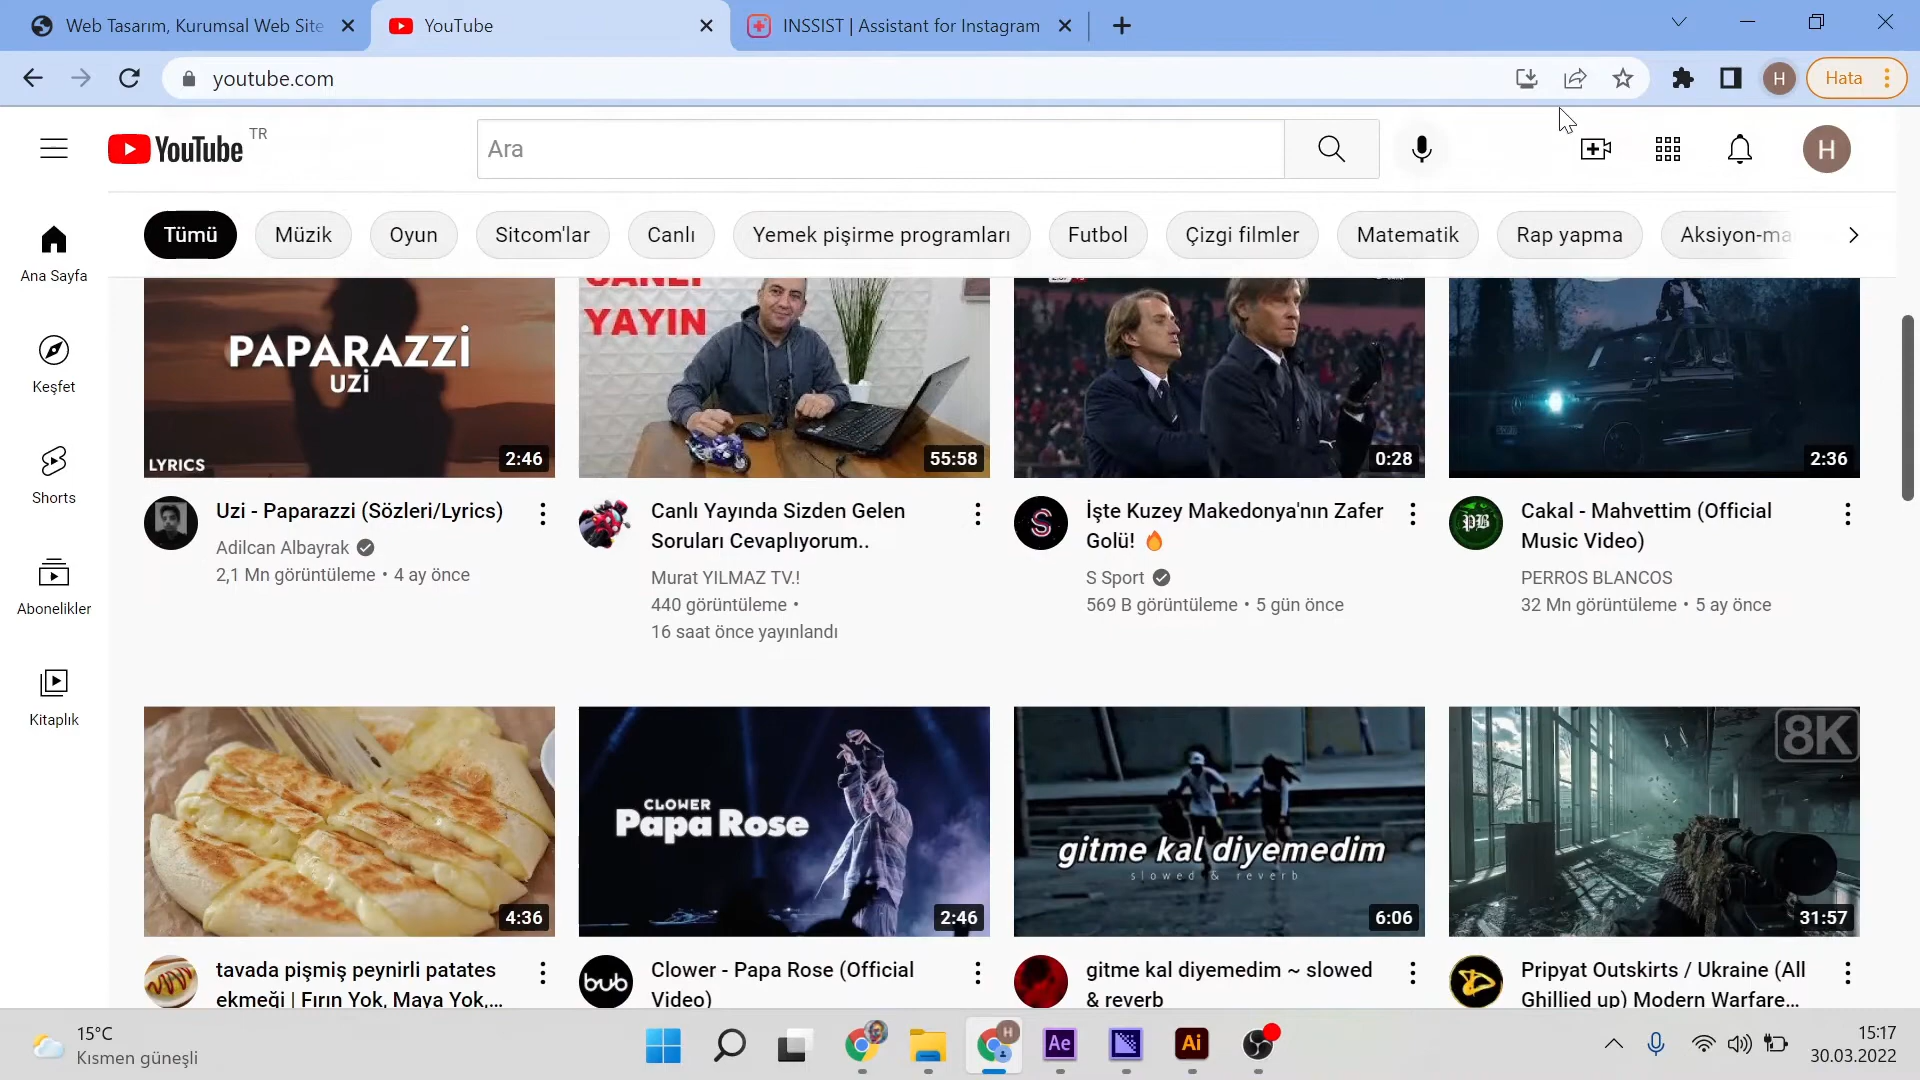 Web Tasarım, Kurumsal Web Site
YouTube
INSSIST | Assistant for Instagram
youtube.com
H
Hata
YouTube
TR
Ara
H
Tümü
Müzik
Oyun
Sitcom'lar
Canlı
Yemek pişirme programları
Futbol
Çizgi filmler
Matematik
Rap yapma
Aksiyon-ma
Ana Sayfa
Keşfet
Shorts
Abonelikler
Kitaplık
PAPARAZZİ
UZİ
LYRICS
2:46
CANLI
YAYIN
55:58
0:28
2:36
Uzi - Paparazzi (Sözleri/Lyrics)
Adilcan Albayrak
2,1 Mn görüntüleme • 4 ay önce
Canlı Yayında Sizden Gelen
Soruları Cevaplıyorum..
Murat YILMAZ TV.!
440 görüntüleme •
16 saat önce yayınlandı
S
İşte Kuzey Makedonya'nın Zafer
Golü!
S Sport
569 B görüntüleme • 5 gün önce
PB
Cakal - Mahvettim (Official
Music Video)
PERROS BLANCOS
32 Mn görüntüleme • 5 ay önce
4:36
CLOWER
Papa Rose
2:46
gitme kal diyemedim
slowed & reverb
6:06
8K
31:57
tavada pişmiş peynirli patates
ekmeği | Fırın Yok, Maya Yok,...
bub
Clower - Papa Rose (Official
Video)
gitme kal diyemedim ~ slowed
& reverb
Pripyat Outskirts / Ukraine (All
Ghillied up) Modern Warfare...
15°C
Kısmen güneşli
H
Ae
Ai
15:17
30.03.2022